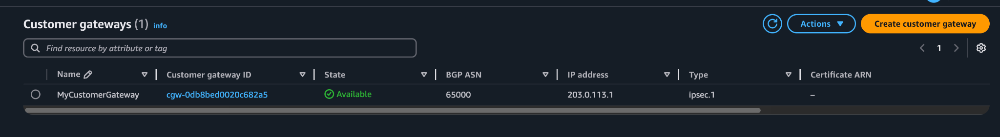 Customer gateways (1) info
Actions
Create customer gateway
Find resource by attribute or tag
1
Name Customer gateway ID State BGP ASN IP address Type Certificate ARN
MyCustomerGateway cgw-0db8bed0020c682a5 Available 65000 203.0.113.1 ipsec.1 –